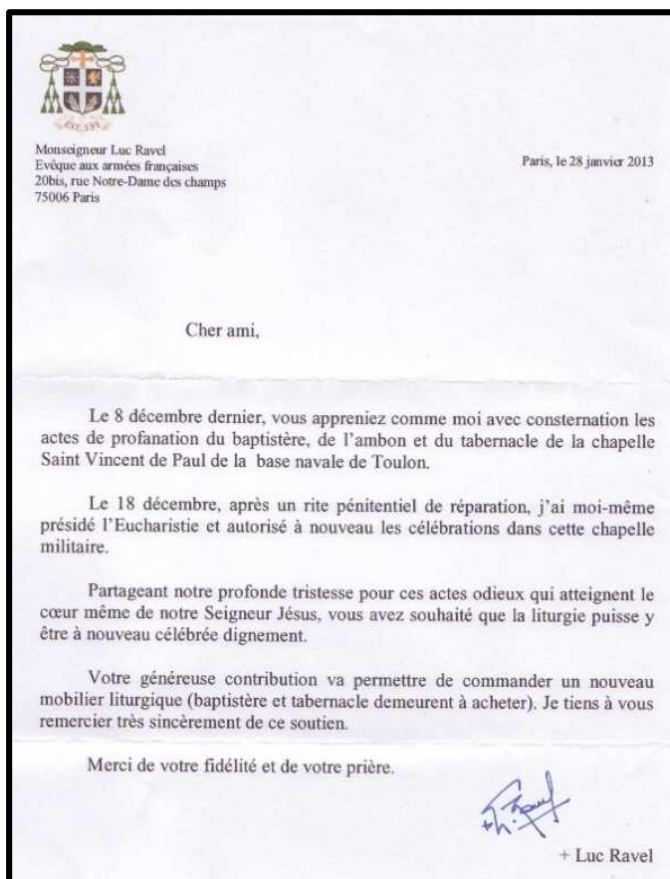 Monseigneur Luc Ravel
Evêque aux armées françaises
20bis, rue Notre-Dame des champs
75006 Paris
Paris, le 28 janvier 2013
Cher ami,
Le 8 décembre dernier, vous appreniez comme moi avec consternation les
actes de profanation du baptistère, de l'ambon et du tabernacle de la chapelle
Saint Vincent de Paul de la base navale de Toulon.
Le 18 décembre, après un rite pénitentiel de réparation, j'ai moi-même
présidé l'Eucharistie et autorisé à nouveau les célébrations dans cette chapelle
militaire.
Partageant notre profonde tristesse pour ces actes odieux qui atteignent le
cœur même de notre Seigneur Jésus, vous avez souhaité que la liturgie puisse y
être à nouveau célébrée dignement.
Votre généreuse contribution va permettre de commander un nouveau
mobilier liturgique (baptistère et tabernacle demeurent à acheter). Je tiens à vous
remercier très sincèrement de ce soutien.
Merci de votre fidélité et de votre prière.
+ Luc Ravel